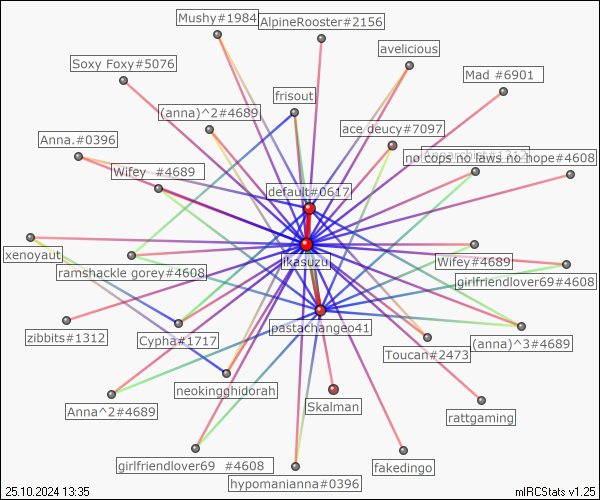 Mushy#1984
AlpineRooster#2156
avelicious
Soxy Foxy#5076
Mad #6901
frisout
(anna)^2#4689
ace deucy#7097
Anna.#0396
no cops no laws no hope#4608
Wifey #4689
default#0617
xenoyaut
ikasuzu
Wifey#4689
ramshackle gorey#4608
girlfriendlover69#4608
zibbits#1312
Cypha#1717
pastachangeo41
(anna)^3#4689
Toucan#2473
neokingghidorah
Anna^2#4689
Skalman
rattgaming
girlfriendlover69 #4608
fakedingo
hypomanianna#0396
25.10.2024 13:35
mIRCStats v1.25